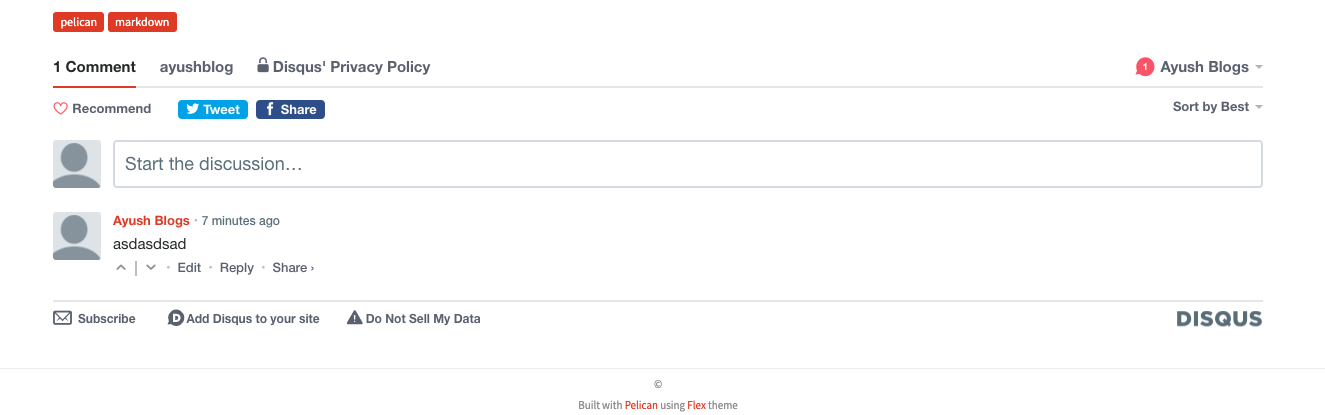 pelican markdown
1 Comment ayushblog Disqus' Privacy Policy 1 Ayush Blogs
Recommend Tweet f Share Sort by Best
Start the discussion…
Ayush Blogs · 7 minutes ago
asdasdsad
Edit · Reply · Share ›
Subscribe D Add Disqus to your site Do Not Sell My Data DISQUS
©
Built with Pelican using Flex theme